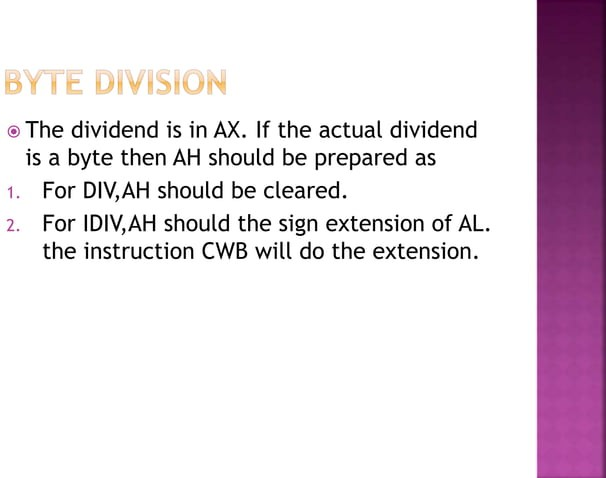 BYTE DIVISION
The dividend is in AX. If the actual dividend
is a byte then AH should be prepared as
1. For DIV,AH should be cleared.
2. For IDIV,AH should the sign extension of AL.
the instruction CWB will do the extension.